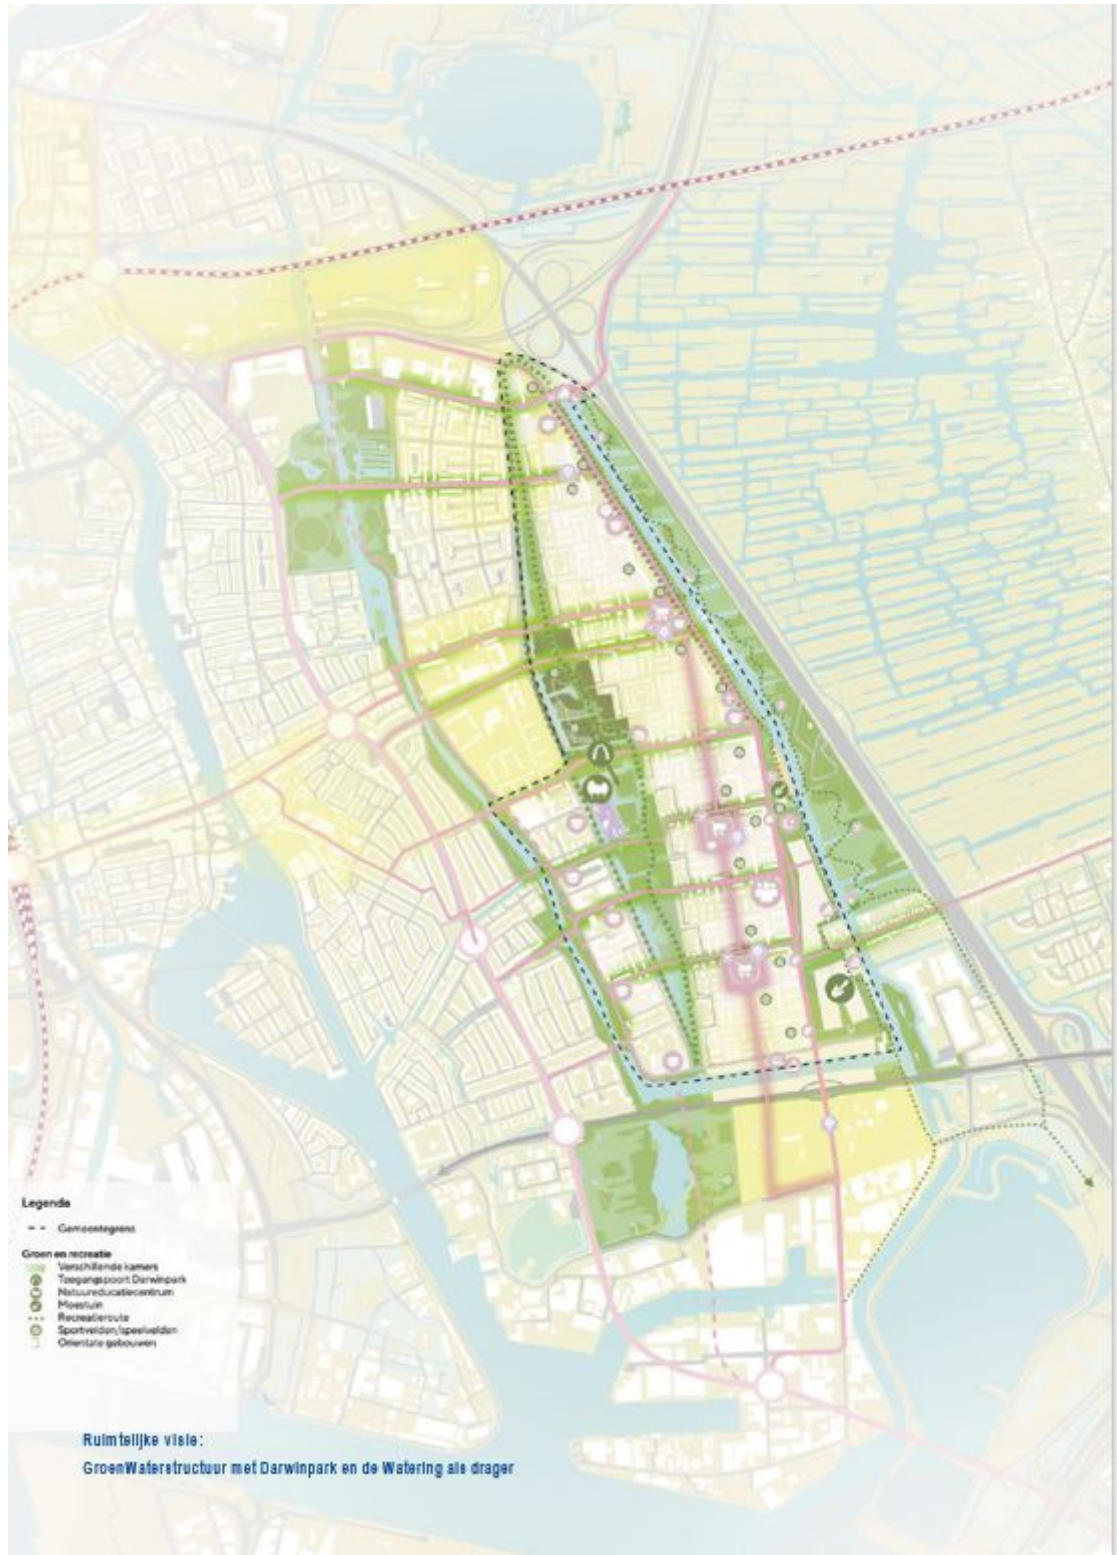 Legenda
Gemeentegrens
Groen en recreatie
Verschillende kamers
Toegangspoort Darwinpark
Natuureducatiecentrum
Moestuin
Recreatieroute
Sportvelden/speelvelden
Orientatie gebouwen
Ruimtelijke visie:
GroenWaterstructuur met Darwinpark en de Watering als drager